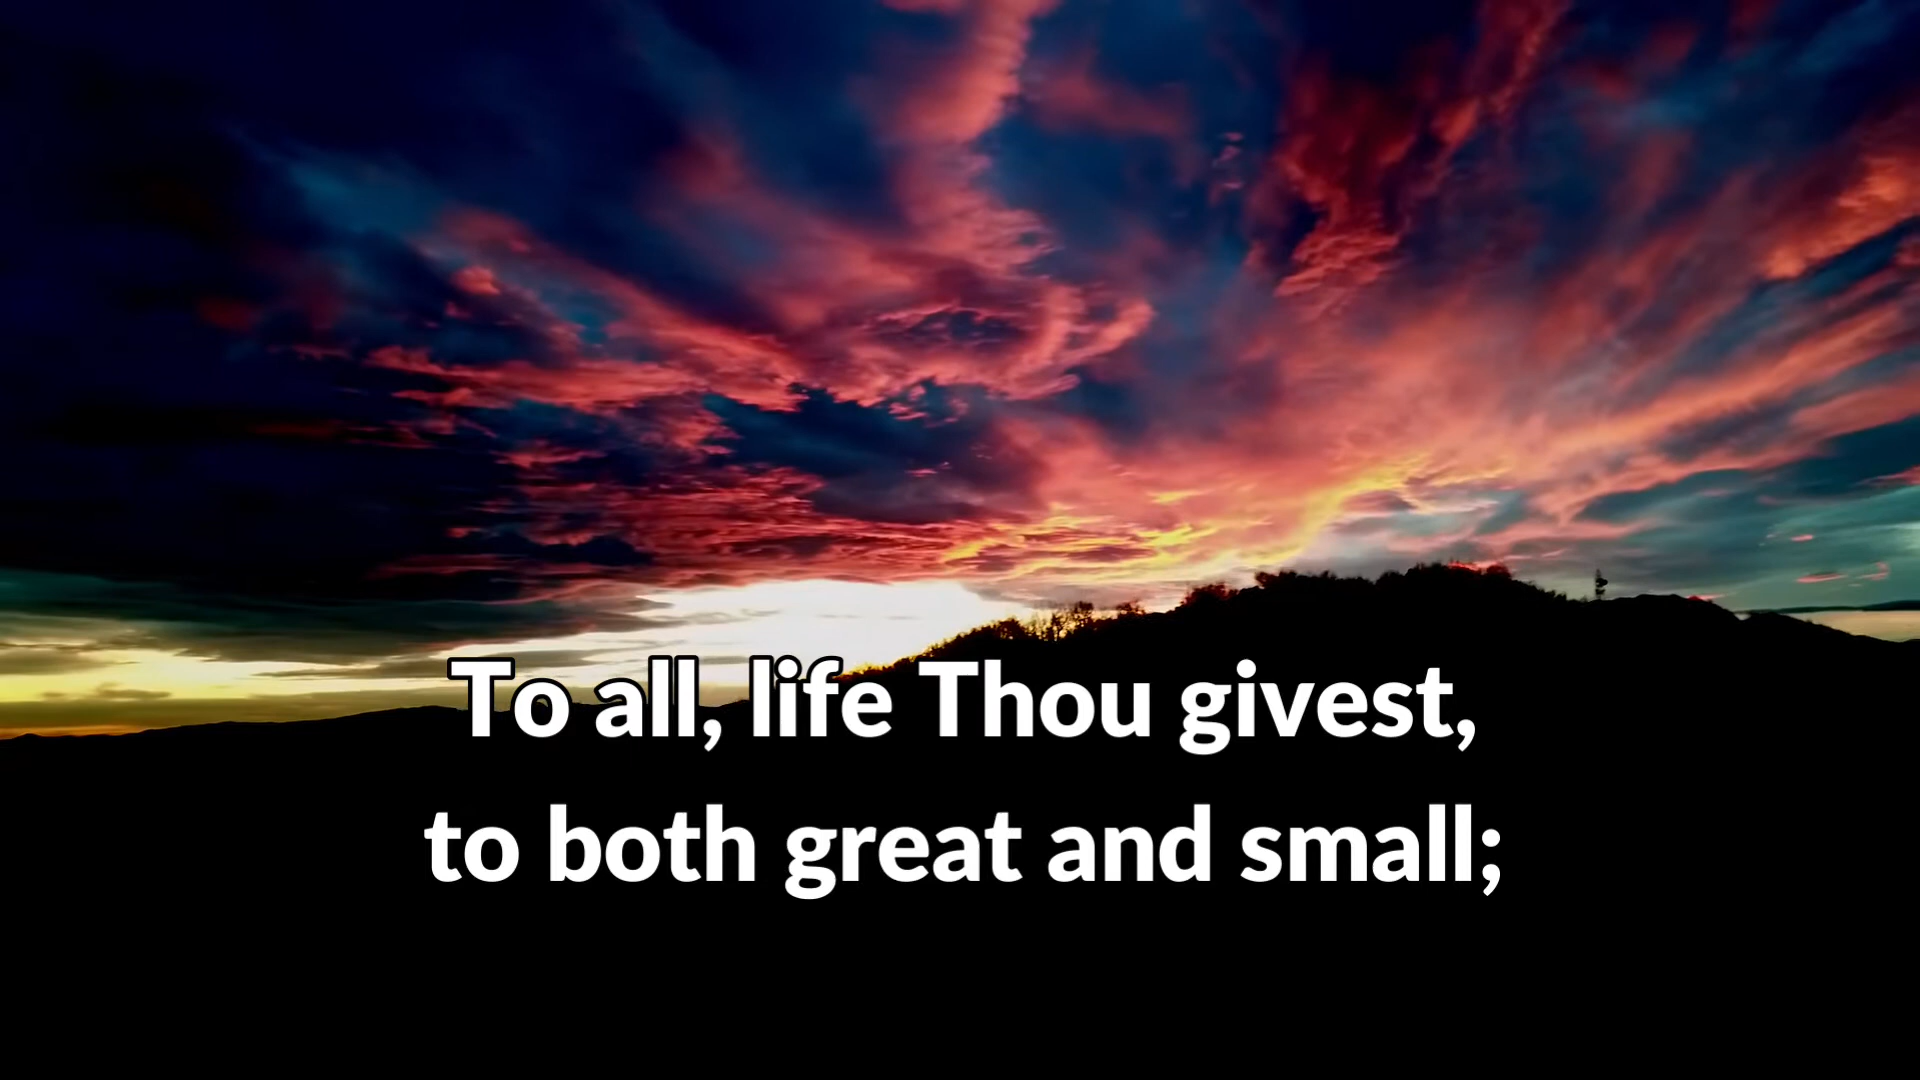 To all, life Thou givest,
to both great and small;